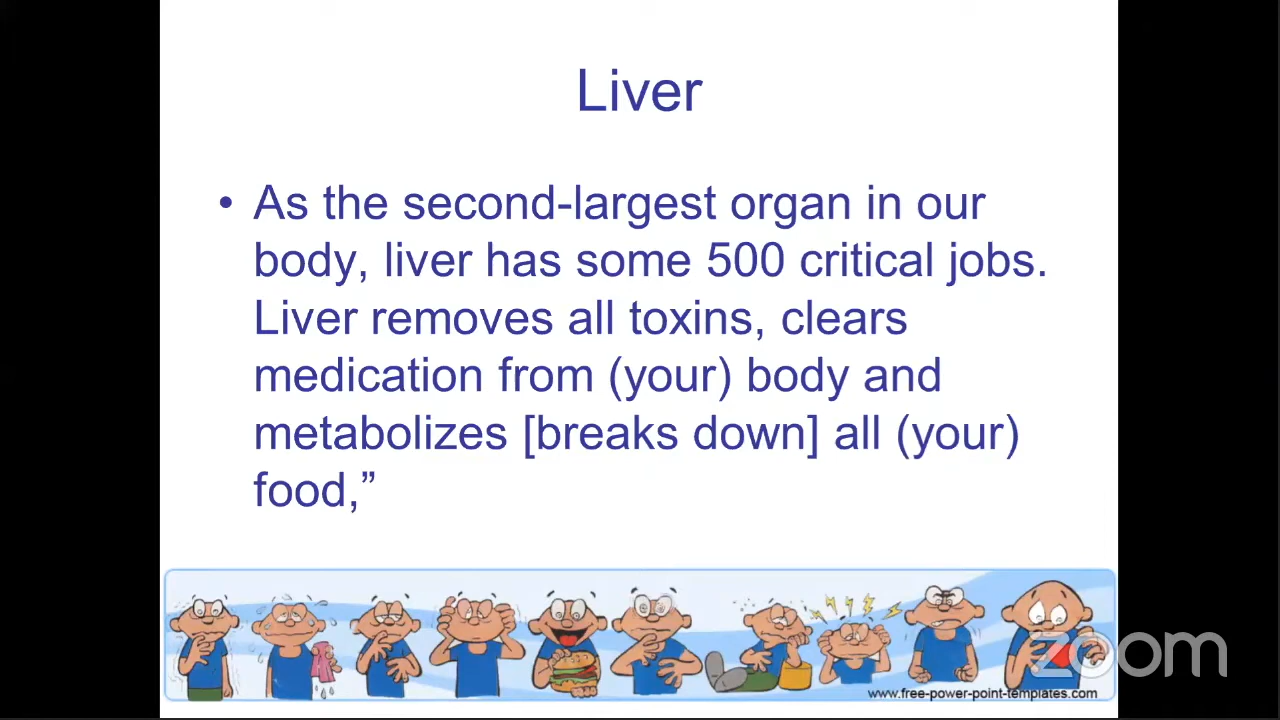 Liver
• As the second-largest organ in our
body, liver has some 500 critical jobs.
Liver removes all toxins, clears
medication from (your) body and
metabolizes [breaks down] all (your)
food,”
zoom
www.free-power-point-templates.com